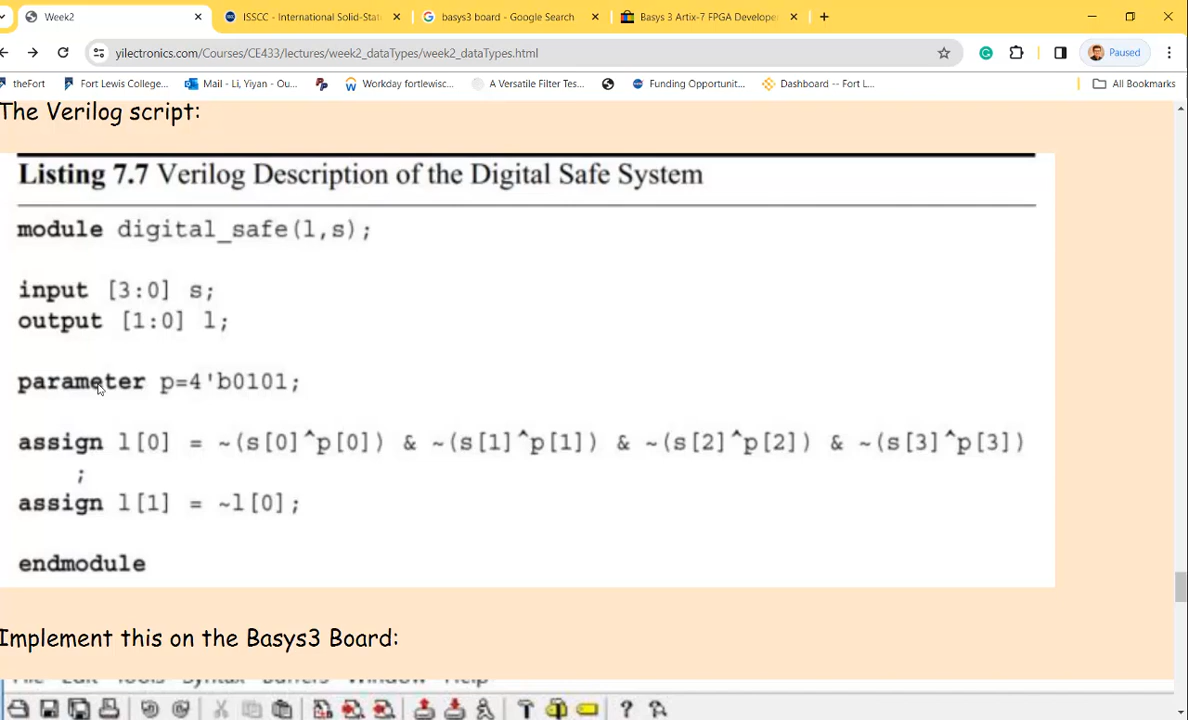 Week2
ISSCC - International Solid-Stat
basys3 board - Google Search
Basys 3 Artix-7 FPGA Develope
yilectronics.com/Courses/CE433/lectures/week2_dataTypes/week2_dataTypes.html
Paused
theFort
Fort Lewis College...
Mail - Li, Yiyan - Ou...
Workday fortlewisc...
A Versatile Filter Tes...
Funding Opportunit...
Dashboard -- Fort L...
All Bookmarks
The Verilog script:
Listing 7.7 Verilog Description of the Digital Safe System
module digital_safe(l,s);
input [3:0] s;
output [1:0] l;
parameter p=4'b0101;
assign l[0] = ~(s[0]^p[0]) & ~(s[1]^p[1]) & ~(s[2]^p[2]) & ~(s[3]^p[3])
;
assign l[1] = ~l[0];
endmodule
Implement this on the Basys3 Board: